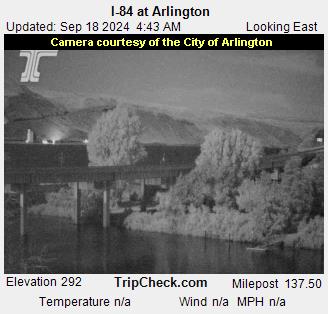 I-84 at Arlington
Updated: Sep 18 2024 4:43 AM Looking East
Camera courtesy of the City of Arlington
Elevation 292 TripCheck.com Milepost 137.50
Temperature n/a Wind n/a MPH n/a